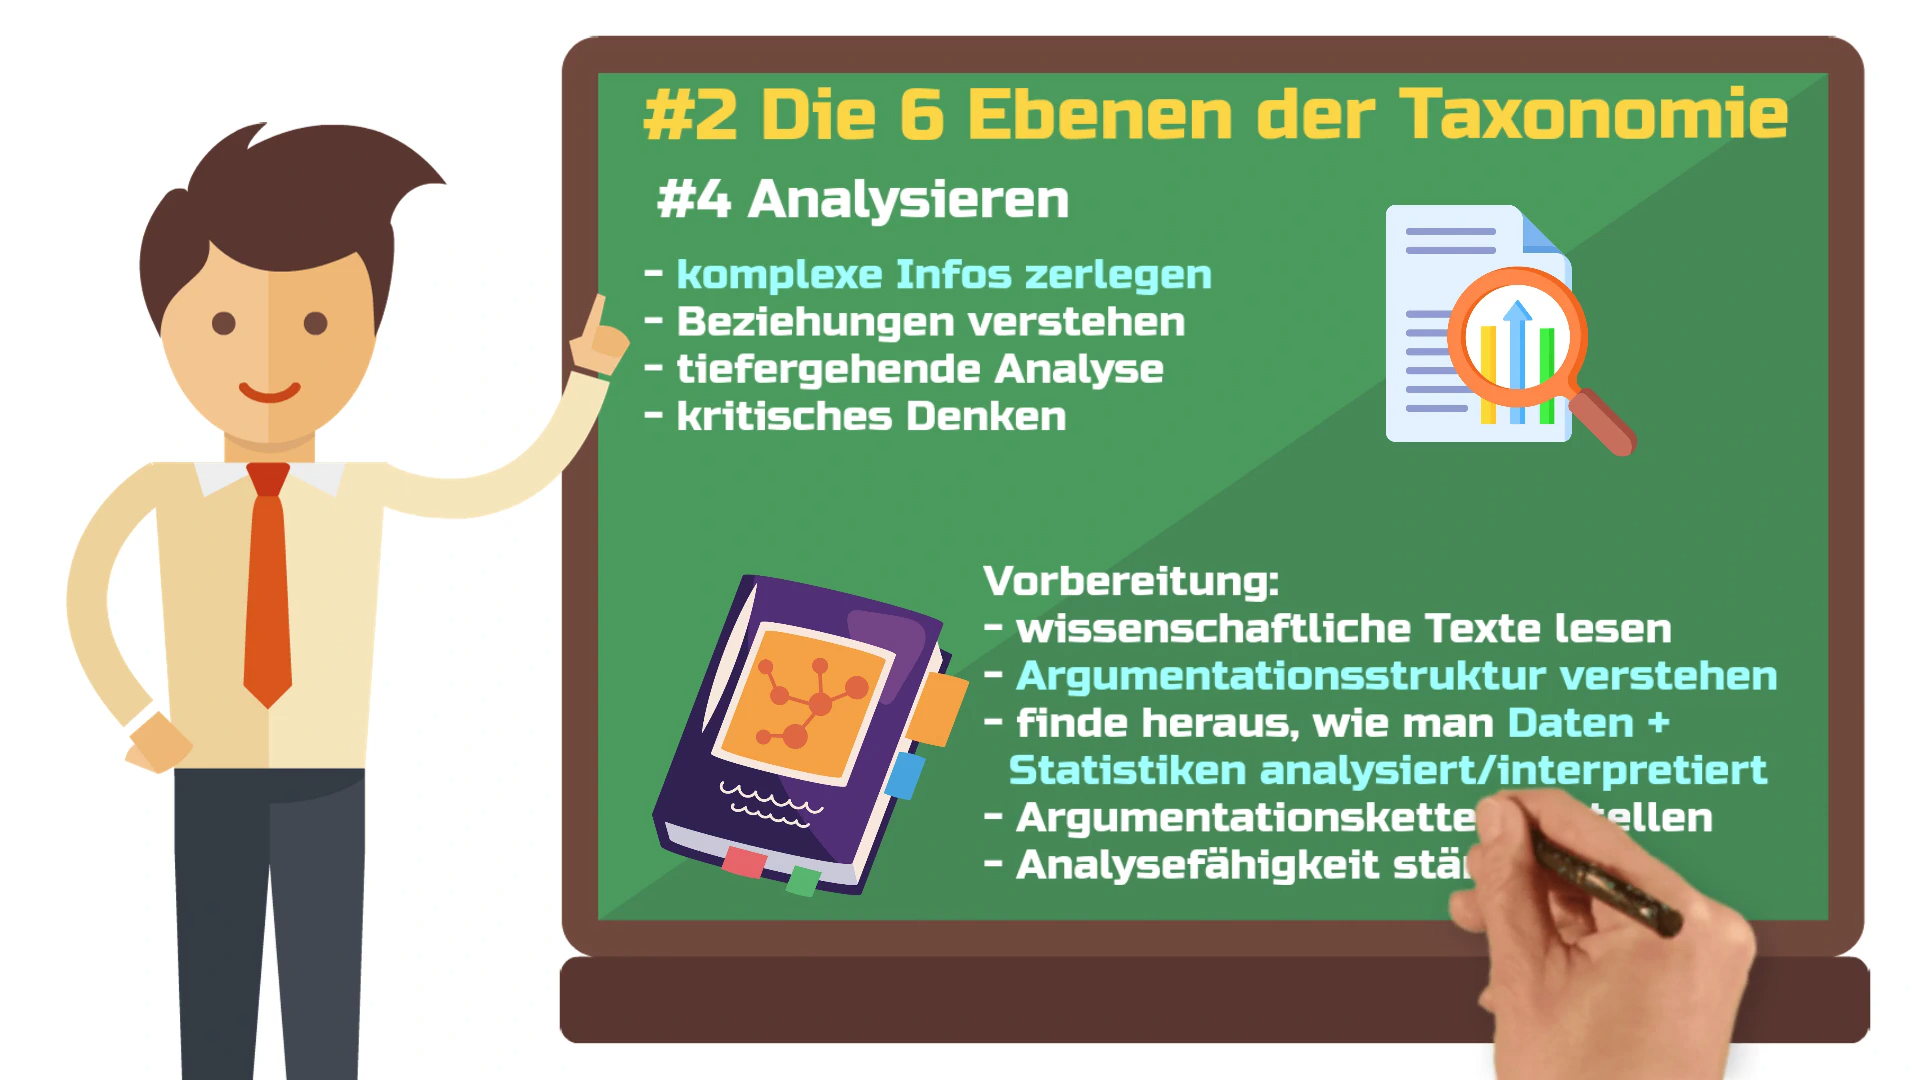 #2 Die 6 Ebenen der Taxonomie
#4 Analysieren
- komplexe Infos zerlegen
- Beziehungen verstehen
- tiefergehende Analyse
- kritisches Denken
Vorbereitung:
- wissenschaftliche Texte lesen
- Argumentationsstruktur verstehen
- finde heraus, wie man Daten +
Statistiken analysiert/interpretiert
-
- Analysefähigkeit